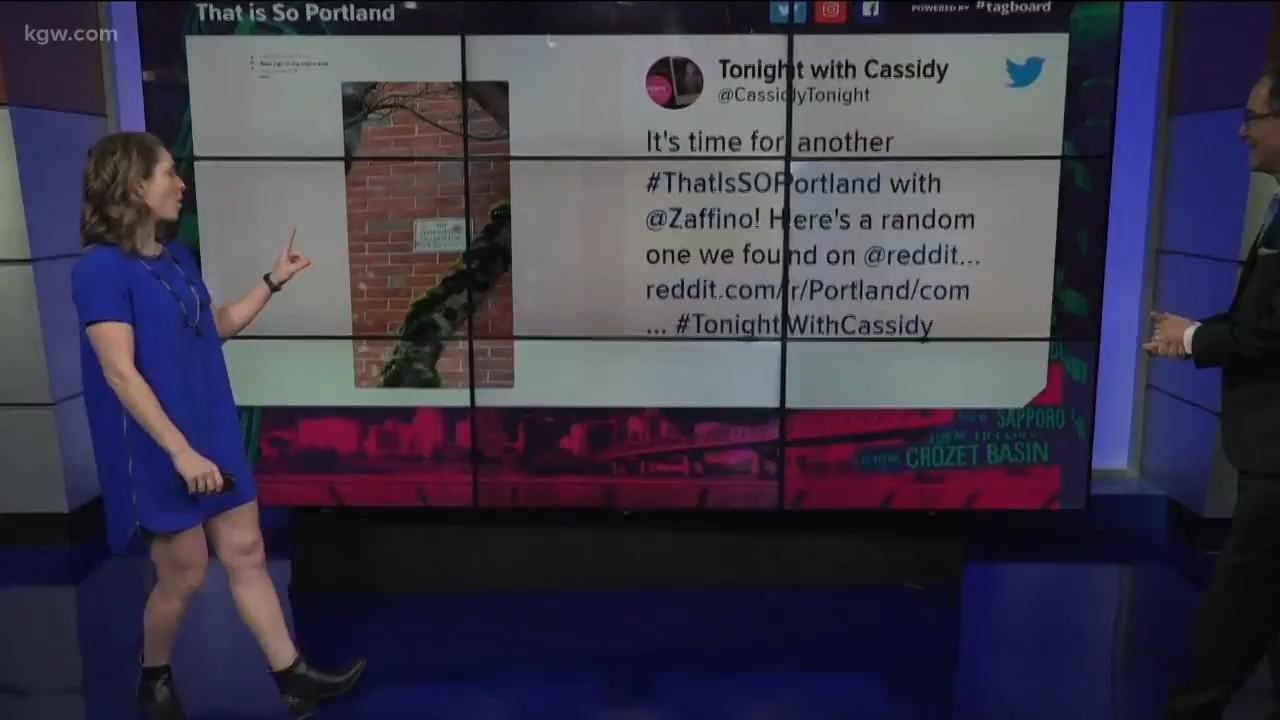 That is So Portland
POWERED BY #tagboard
kgw.com
Tonight with Cassidy
@CassidyTonight
It's time for another
#ThatIsSOPortland with
@Zaffino! Here's a random
one we found on @reddit...
reddit.com/r/Portland/com
... #TonightWithCassidy
SAPPORO
CROZET BASIN